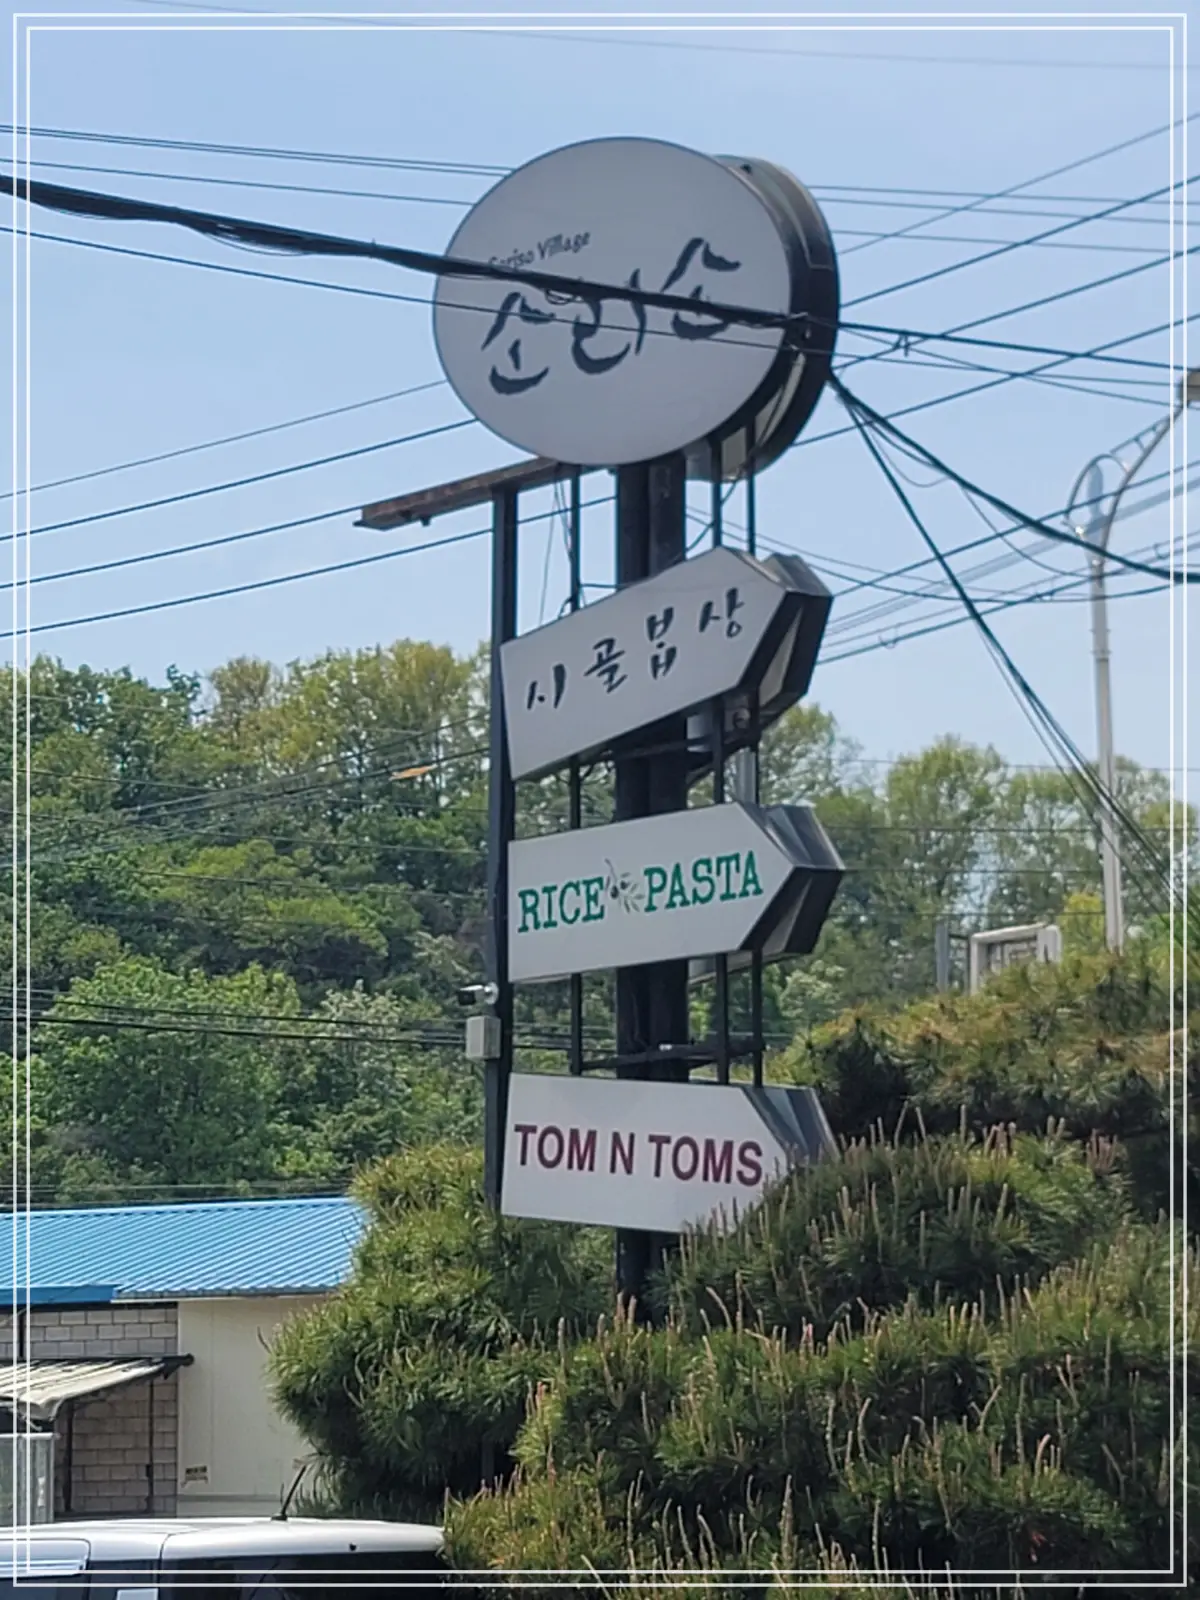 Soriso Village
소리소
시골밥상
RICE PASTA
TOM N TOMS